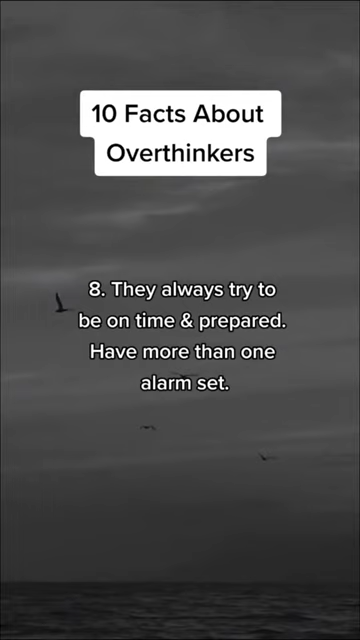 10 Facts About
Overthinkers
8. They always try to
be on time & prepared.
Have more than one
alarm set.